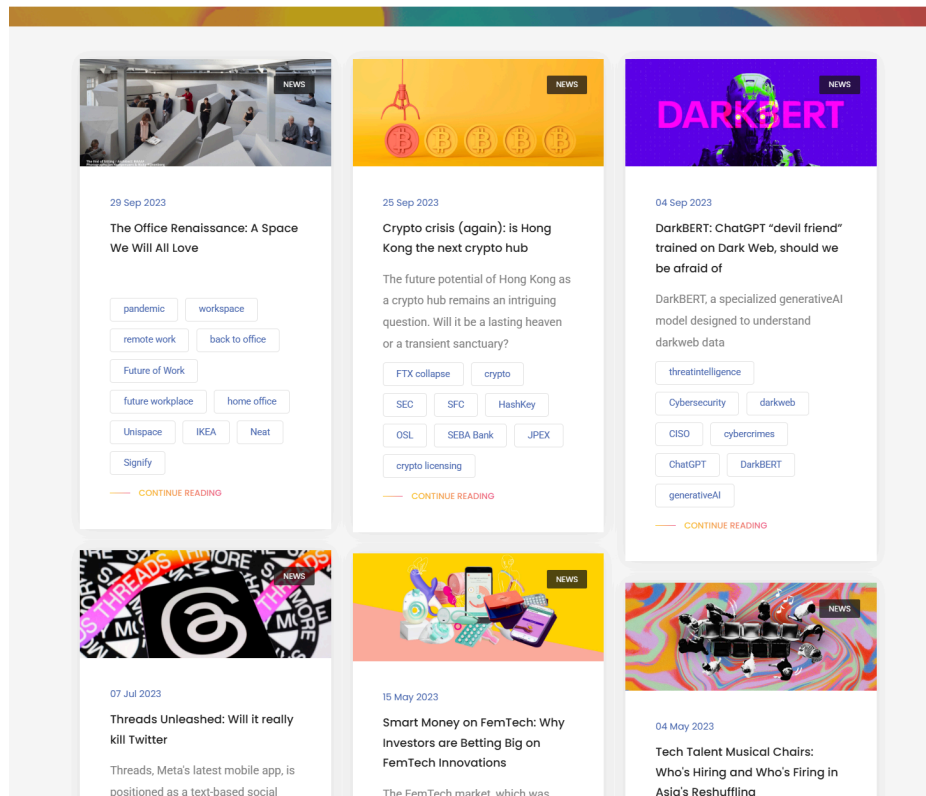 NEWS
29 Sep 2023
The Office Renaissance: A Space
We Will All Love
pandemic
workspace
remote work
back to office
Future of Work
future workplace
home office
Unispace
IKEA
Neat
Signify
CONTINUE READING
NEWS
25 Sep 2023
Crypto crisis (again): is Hong
Kong the next crypto hub
The future potential of Hong Kong as
a crypto hub remains an intriguing
question. Will it be a lasting heaven
or a transient sanctuary?
FTX collapse
crypto
SEC
SFC
HashKey
OSL
SEBA Bank
JPEX
crypto licensing
CONTINUE READING
DARKBERT
NEWS
04 Sep 2023
DarkBERT: ChatGPT “devil friend”
trained on Dark Web, should we
be afraid of
DarkBERT, a specialized generativeAI
model designed to understand
darkweb data
threatintelligence
Cybersecurity
darkweb
CISO
cybercrimes
ChatGPT
DarkBERT
generativeAI
CONTINUE READING
THREADS
THREADS
MORE
NEWS
07 Jul 2023
Threads Unleashed: Will it really
kill Twitter
Threads, Meta's latest mobile app, is
positioned as a text-based social
NEWS
15 May 2023
Smart Money on FemTech: Why
Investors are Betting Big on
FemTech Innovations
The FemTech market, which was
NEWS
04 May 2023
Tech Talent Musical Chairs:
Who's Hiring and Who's Firing in
Asia's Reshuffling